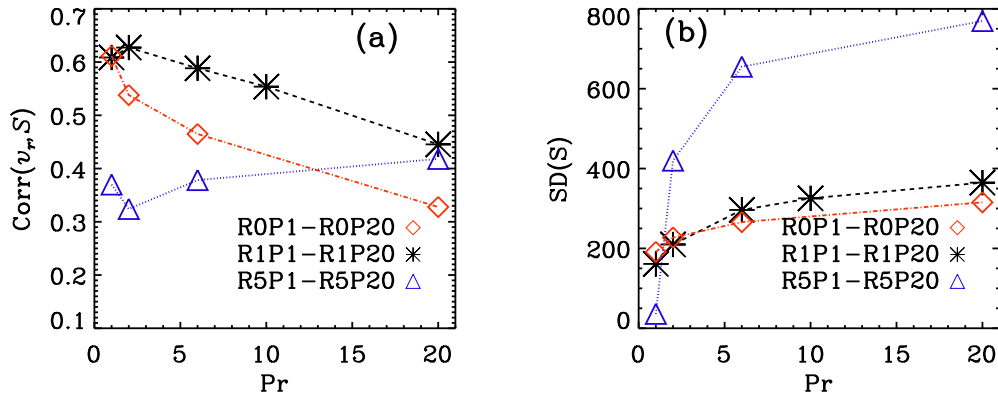 0.7
0.6
0.5
0.4
0.3
0.2
0.1
Corr(v_r,S)
(a)
R0P1-R0P20
R1P1-R1P20
R5P1-R5P20
0 5 10 15 20
Pr
800
600
400
200
0
SD(S)
(b)
R0P1-R0P20
R1P1-R1P20
R5P1-R5P20
0 5 10 15 20
Pr